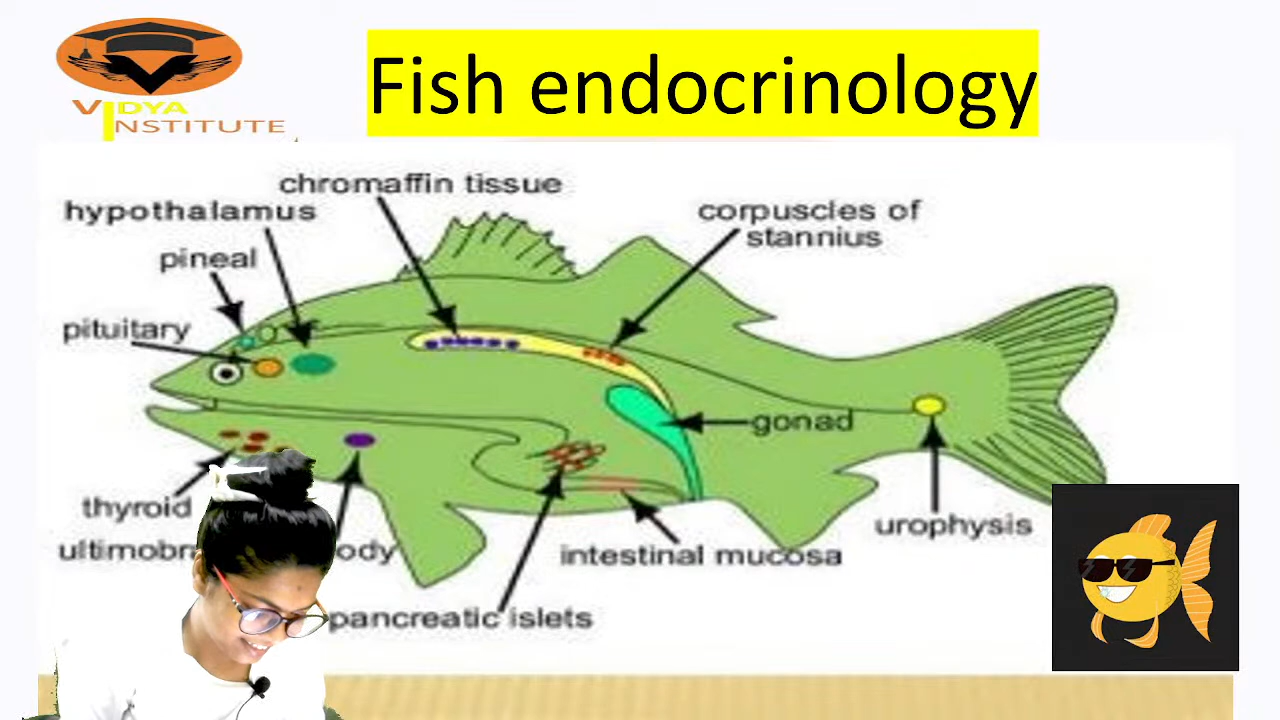 VIDYA
INSTITUTE
Fish endocrinology
chromaffin tissue
hypothalamus
corpuscles of
stannius
pineal
pituitary
gonad
thyroid
urophysis
intestinal mucosa
pancreatic islets